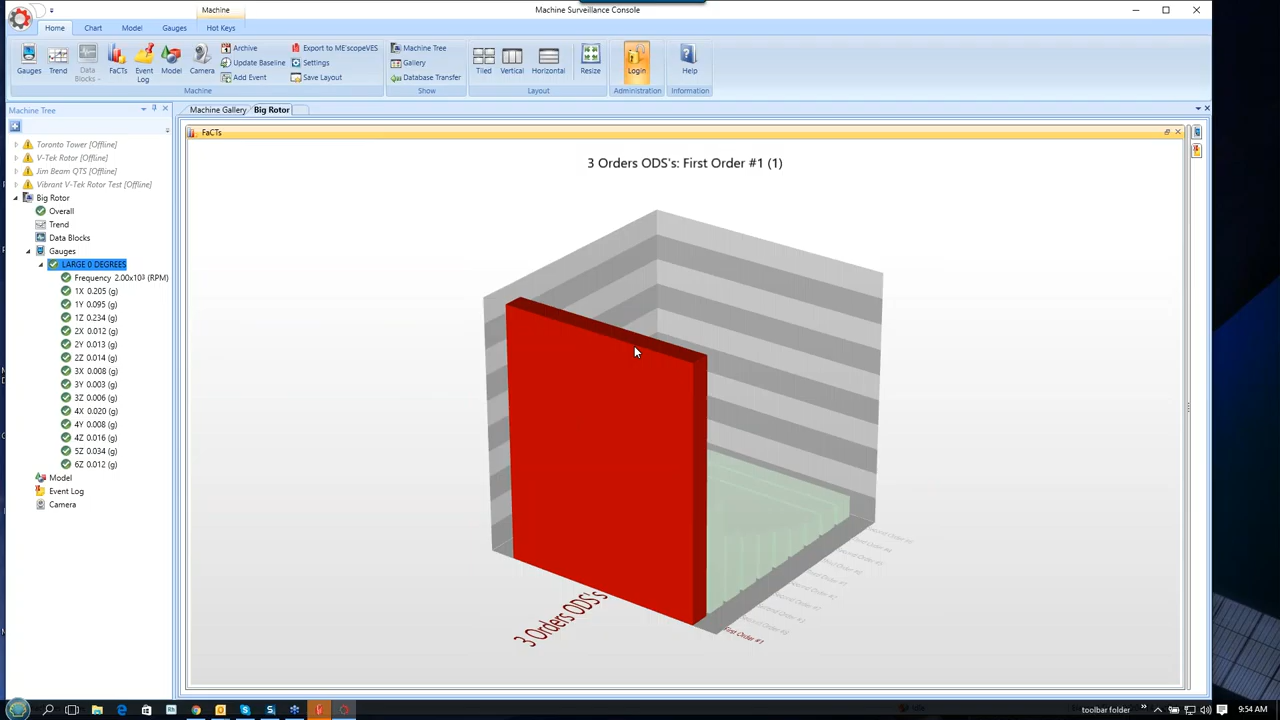 Machine
Machine Surveillance Console
Home
Chart
Model
Gauges
Hot Keys
Gauges
Trend
Data Blocks
FaCTs
Event Log
Model
Camera
Archive
Update Baseline
Add Event
Export to ME'scopeVES
Settings
Save Layout
Machine
Machine Tree
Gallery
Database Transfer
Show
Tiled
Vertical
Horizontal
Layout
Resize
Login
Administration
Help
Information
Machine Tree
Toronto Tower [Offline]
V-Tek Rotor [Offline]
Jim Beam QTS [Offline]
Vibrant V-Tek Rotor Test [Offline]
Big Rotor
Overall
Trend
Data Blocks
Gauges
LARGE 0 DEGREES
Frequency 2.00x10³ (RPM)
1X 0.205 (g)
1Y 0.095 (g)
1Z 0.234 (g)
2X 0.012 (g)
2Y 0.013 (g)
2Z 0.014 (g)
3X 0.008 (g)
3Y 0.003 (g)
3Z 0.006 (g)
4X 0.020 (g)
4Y 0.008 (g)
4Z 0.016 (g)
5Z 0.034 (g)
6Z 0.012 (g)
Model
Event Log
Camera
Machine Gallery
Big Rotor
FaCTs
3 Orders ODS's: First Order #1 (1)
3 Orders ODS's
First Order #1
toolbar folder
9:54 AM